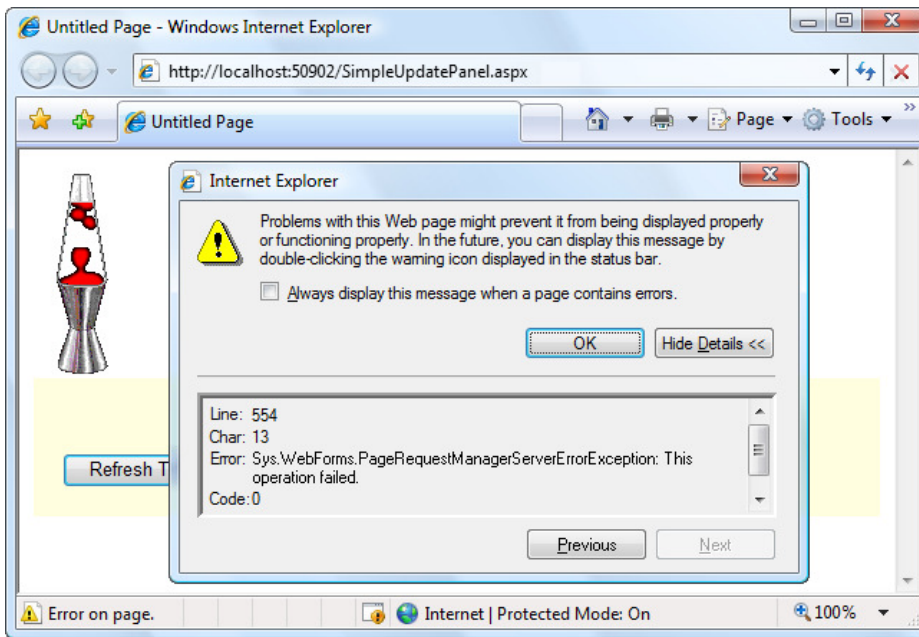 Untitled Page - Windows Internet Explorer
http://localhost:50902/SimpleUpdatePanel.aspx
Untitled Page
Page
Tools
Internet Explorer
Problems with this Web page might prevent it from being displayed properly
or functioning properly. In the future, you can display this message by
double-clicking the warning icon displayed in the status bar.
Always display this message when a page contains errors.
OK
Hide Details <<
Line: 554
Char: 13
Error: Sys.WebForms.PageRequestManagerServerErrorException: This
operation failed.
Code:0
Refresh T
Previous
Next
Error on page.
Internet | Protected Mode: On
100%